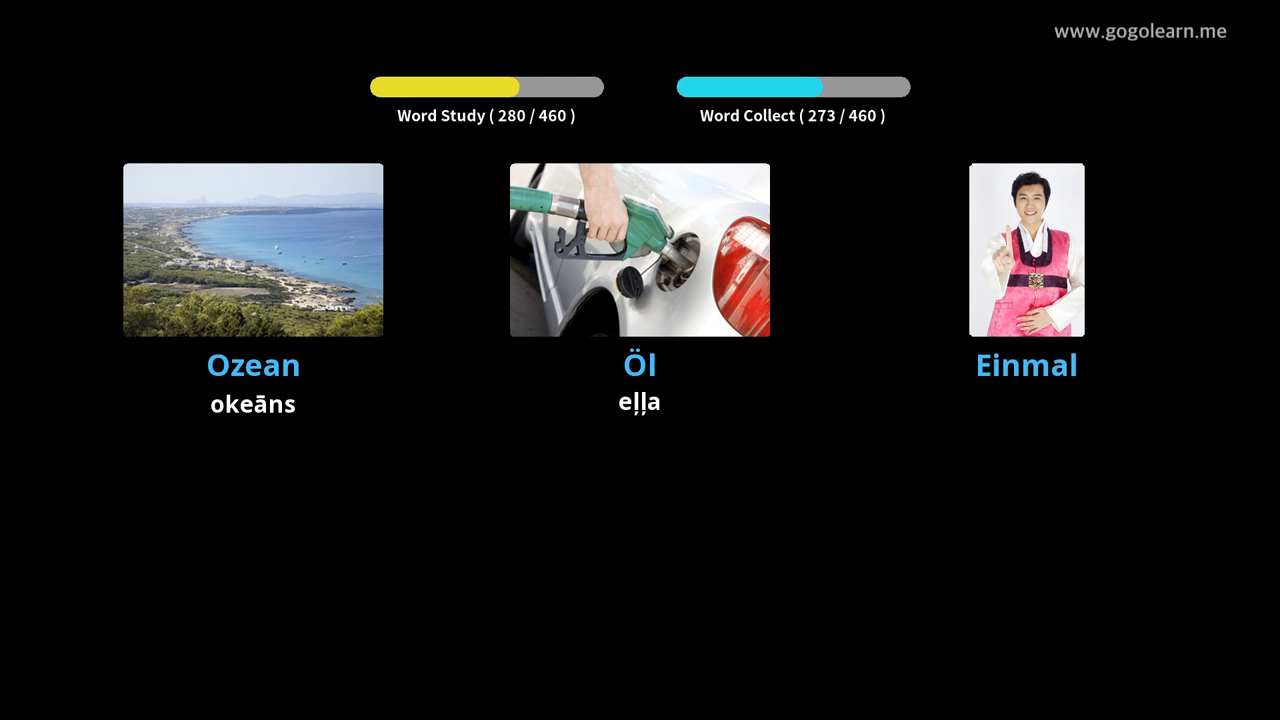 www.gogolearn.me
Word Study ( 280 / 460 )
Word Collect ( 273 / 460 )
Ozean
okeāns
Öl
eļļa
Einmal